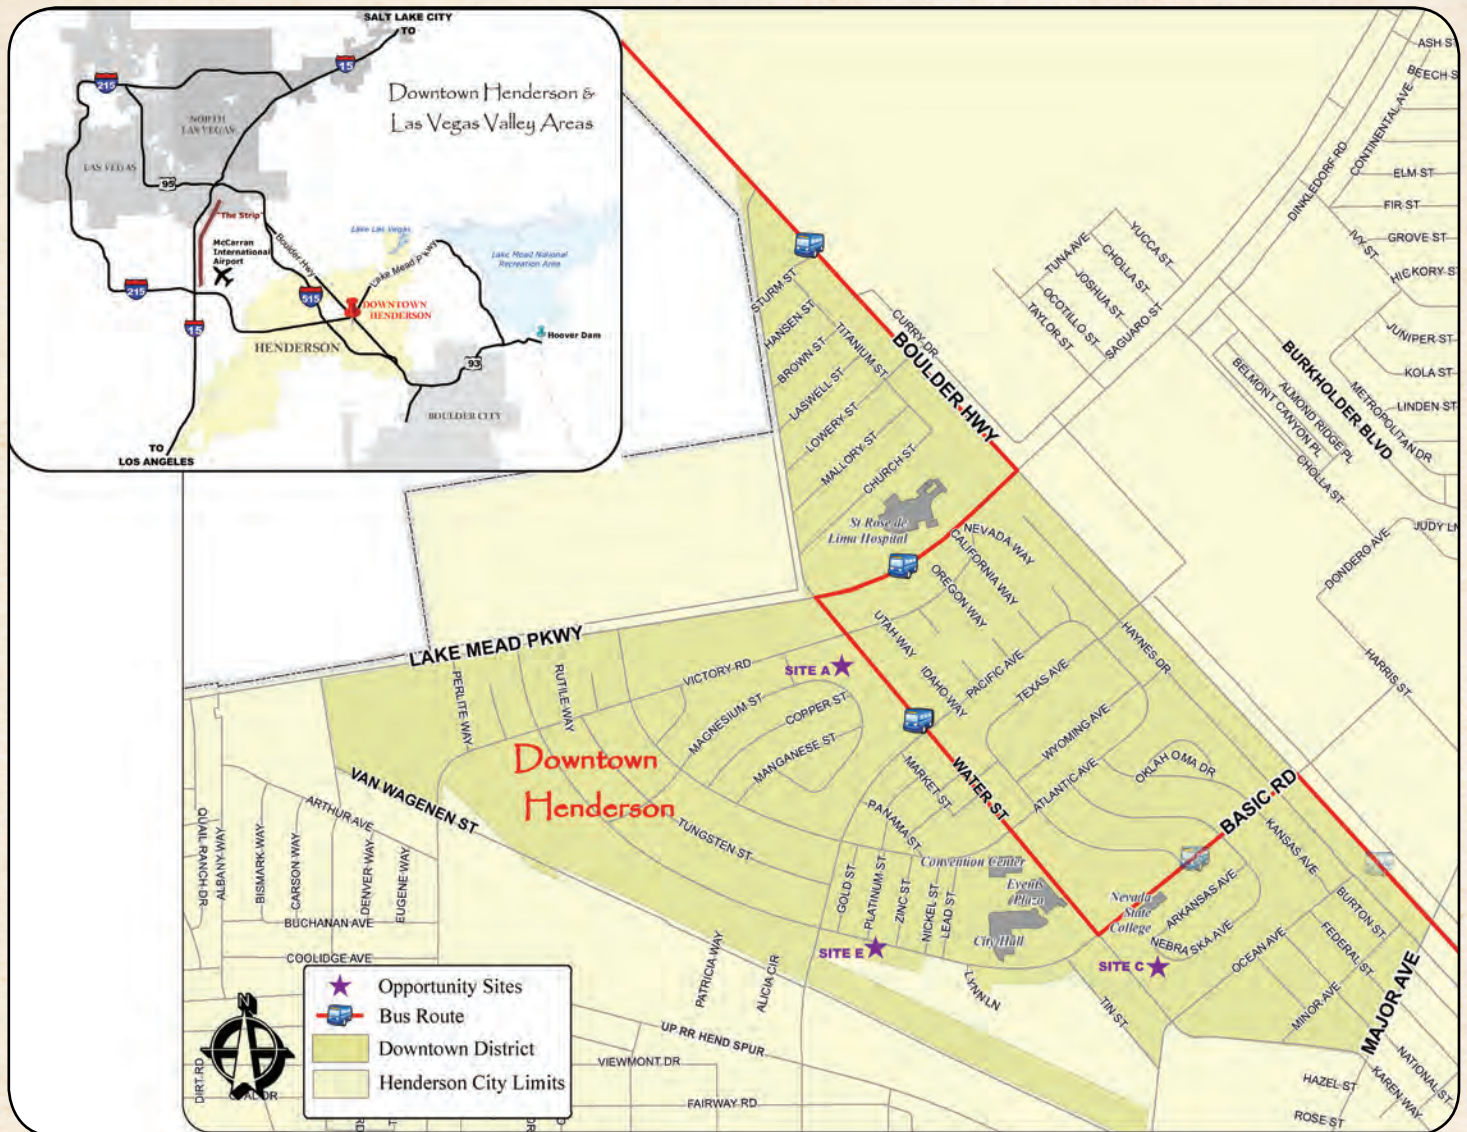 SALT LAKE CITY
TO
15
215
Downtown Henderson &
Las Vegas Valley Areas
NORTH
LAS VEGAS
LAS VEGAS
95
"The Strip"
McCarran
International
Airport
Boulder Hwy
Lake Las Vegas
Lake Mead Pkwy
Lake Mead National
Recreation Area
215
515
DOWNTOWN
HENDERSON
15
HENDERSON
Hoover Dam
93
BOULDER CITY
TO
LOS ANGELES
ASH ST
BEECH S
CONTINENTAL AVE
DINKLEDORF RD
ELM ST
FIR ST
IVY ST
GROVE ST
HICKORY S
JUNIPER ST
KOLA ST
LINDEN ST
METROPOLITAN DR
BURKHOLDER BLVD
ALMOND RIDGE PL
BELMONT CANYON PL
CHOLLA ST
JUDY LN
DONDERO AVE
HARRIS ST
YUCCA ST
TUNA AVE
CHOLLA ST
JOSHUA ST
OCOTILLO ST
TAYLOR ST
SAGUARO ST
STURM ST
HANSEN ST
BROWN ST
TITANIUM ST
LASWELL ST
LOWERY ST
MALLORY ST
CHURCH ST
CURRY DR
BOULDER HWY
St Rose de
Lima Hospital
NEVADA WAY
CALIFORNIA WAY
OREGON WAY
UTAH WAY
IDAHO WAY
PACIFIC AVE
TEXAS AVE
HAYNES DR
WYOMING AVE
ATLANTIC AVE
OKLAHOMA DR
LAKE MEAD PKWY
PERLITE WAY
RUTILE WAY
VICTORY RD
SITE A
MAGNESIUM ST
COPPER ST
MANGANESE ST
Downtown
Henderson
VAN WAGENEN ST
TUNGSTEN ST
MARKET ST
WATER ST
PANAMA ST
BASIC RD
KANSAS AVE
GOLD ST
PLATINUM ST
ZINC ST
NICKEL ST
LEAD ST
Convention Center
Events
Plaza
City Hall
Nevada
State
College
ARKANSAS AVE
NEBRASKA AVE
OCEAN AVE
BURTON ST
FEDERAL ST
MINOR AVE
MAJOR AVE
NATIONAL ST
KAREN WAY
HAZEL ST
ROSE ST
SITE E
SITE C
LYNN LN
TIN ST
QUAIL RANCH DR
ALBANY WAY
BISMARK WAY
CARSON WAY
ARTHUR AVE
DENVER WAY
EUGENE WAY
BUCHANAN AVE
COOLIDGE AVE
PATRICIA WAY
ALICIA CIR
UP RR HEND SPUR
VIEWMONT DR
FAIRWAY RD
DIRT RD
N
Opportunity Sites
Bus Route
Downtown District
Henderson City Limits